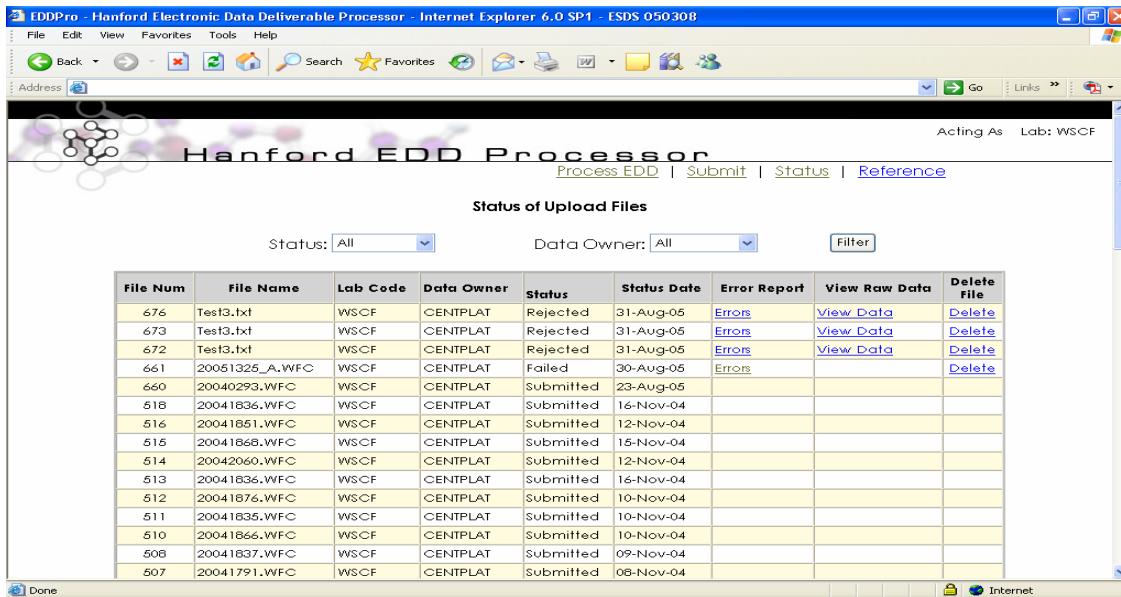 EDDPro - Hanford Electronic Data Deliverable Processor - Internet Explorer 6.0 SP1 - ESDS 050308
File Edit View Favorites Tools Help
Back Search Favorites
Address Go Links »
Acting As Lab: WSCF
Hanford EDD Processor
Process EDD | Submit | Status | Reference
Status of Upload Files
Status: All Data Owner: All Filter
File Num File Name Lab Code Data Owner Status Status Date Error Report View Raw Data Delete File
676 Test3.txt WSCF CENTPLAT Rejected 31-Aug-05 Errors View Data Delete
673 Test3.txt WSCF CENTPLAT Rejected 31-Aug-05 Errors View Data Delete
672 Test3.txt WSCF CENTPLAT Rejected 31-Aug-05 Errors View Data Delete
661 20051325_A.WFC WSCF CENTPLAT Failed 30-Aug-05 Errors Delete
660 20040293.WFC WSCF CENTPLAT Submitted 23-Aug-05
518 20041836.WFC WSCF CENTPLAT Submitted 16-Nov-04
516 20041851.WFC WSCF CENTPLAT Submitted 12-Nov-04
515 20041868.WFC WSCF CENTPLAT Submitted 15-Nov-04
514 20042060.WFC WSCF CENTPLAT Submitted 12-Nov-04
513 20041836.WFC WSCF CENTPLAT Submitted 16-Nov-04
512 20041876.WFC WSCF CENTPLAT Submitted 10-Nov-04
511 20041835.WFC WSCF CENTPLAT Submitted 10-Nov-04
510 20041866.WFC WSCF CENTPLAT Submitted 10-Nov-04
508 20041837.WFC WSCF CENTPLAT Submitted 09-Nov-04
507 20041791.WFC WSCF CENTPLAT Submitted 08-Nov-04
Done Internet